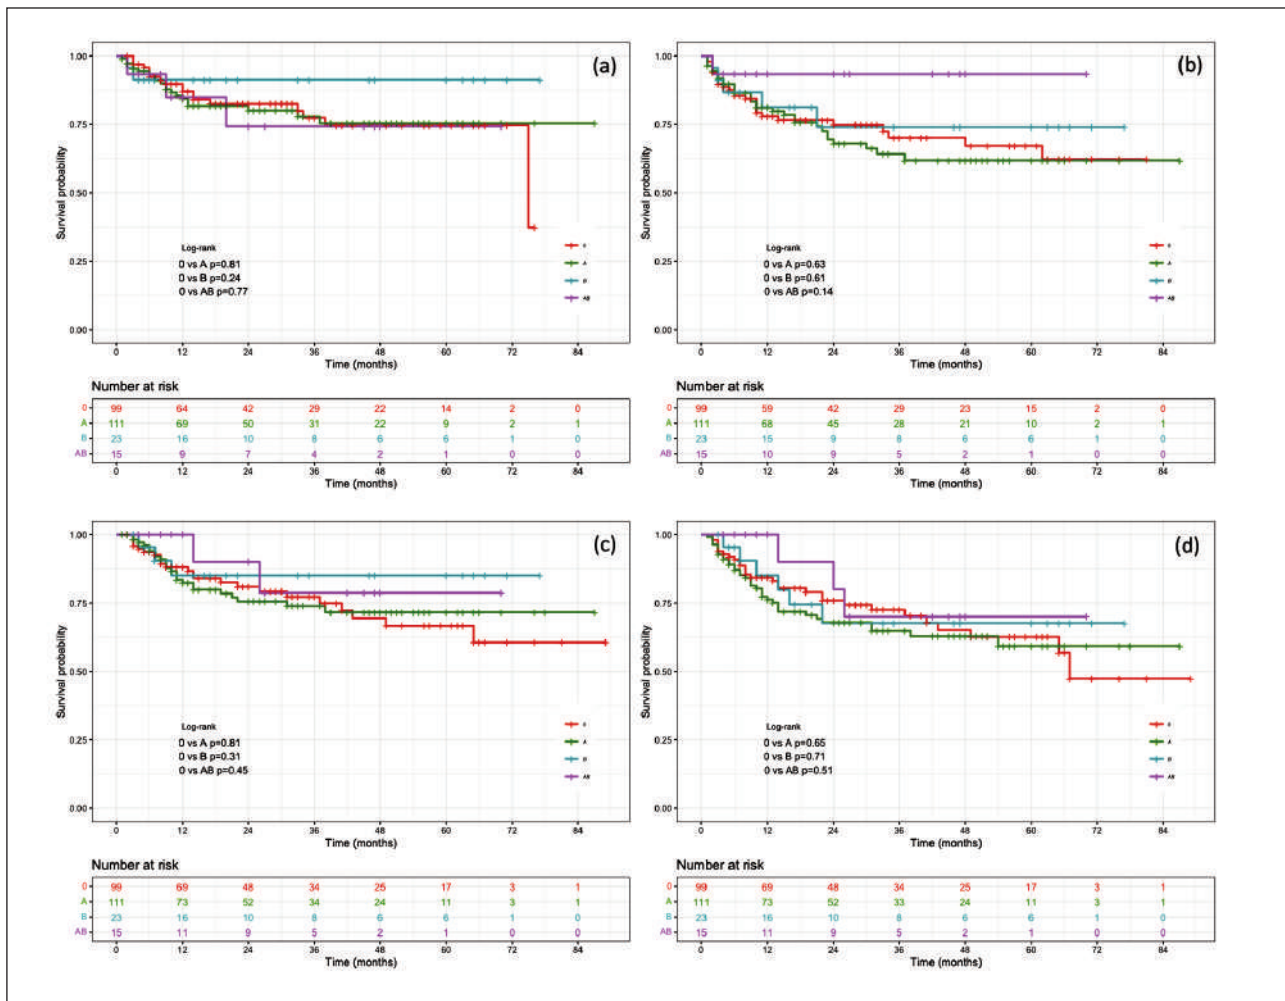 (a)
1.00
0.75
0.50
0.25
0.00
Survival probability
Log-rank
0 vs A p=0.81
0 vs B p=0.24
0 vs AB p=0.77
0
A
B
AB
0 12 24 36 48 60 72 84
Time (months)
Number at risk
0 99 64 42 29 22 14 2 0
A 111 69 50 31 22 9 2 1
B 23 16 10 8 6 6 1 0
AB 15 9 7 4 2 1 0 0
0 12 24 36 48 60 72 84
Time (months)
(b)
1.00
0.75
0.50
0.25
0.00
Survival probability
Log-rank
0 vs A p=0.63
0 vs B p=0.61
0 vs AB p=0.14
0
A
B
AB
0 12 24 36 48 60 72 84
Time (months)
Number at risk
0 99 59 42 29 23 15 2 0
A 111 68 45 28 21 10 2 1
B 23 15 9 8 6 6 1 0
AB 15 10 9 5 2 1 0 0
0 12 24 36 48 60 72 84
Time (months)
(c)
1.00
0.75
0.50
0.25
0.00
Survival probability
Log-rank
0 vs A p=0.81
0 vs B p=0.31
0 vs AB p=0.45
0
A
B
AB
0 12 24 36 48 60 72 84
Time (months)
Number at risk
0 99 69 48 34 25 17 3 1
A 111 73 52 34 24 11 3 1
B 23 16 10 8 6 6 1 0
AB 15 11 9 5 2 1 0 0
0 12 24 36 48 60 72 84
Time (months)
(d)
1.00
0.75
0.50
0.25
0.00
Survival probability
Log-rank
0 vs A p=0.65
0 vs B p=0.71
0 vs AB p=0.51
0
A
B
AB
0 12 24 36 48 60 72 84
Time (months)
Number at risk
0 99 69 48 34 25 17 3 1
A 111 73 52 33 24 11 3 1
B 23 16 10 8 6 6 1 0
AB 15 11 9 5 2 1 0 0
0 12 24 36 48 60 72 84
Time (months)